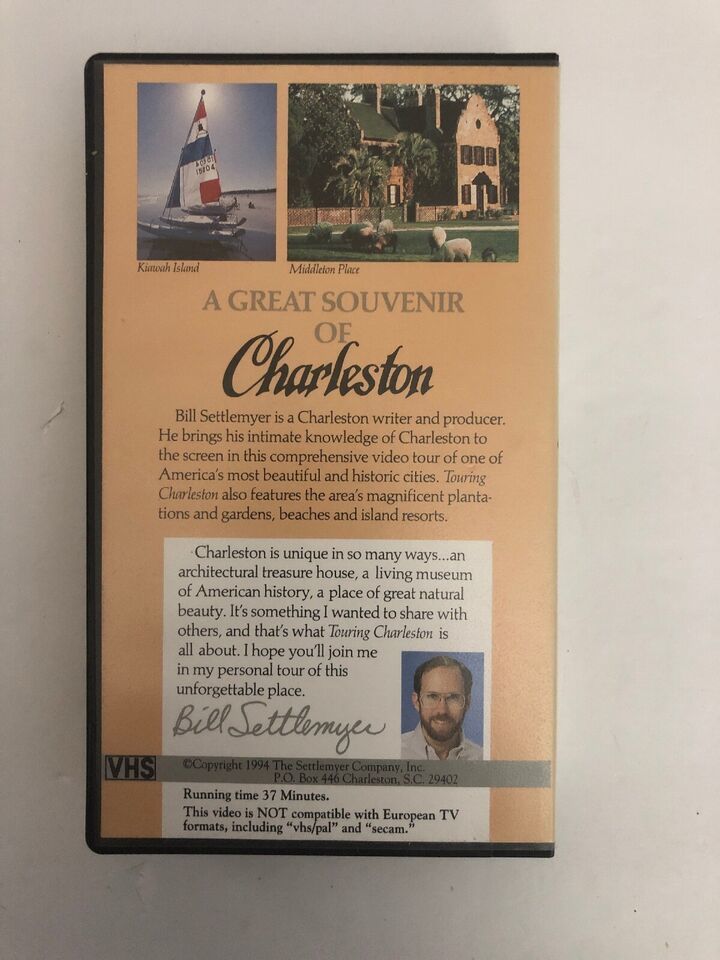 Kiawah Island
Middleton Place
A GREAT SOUVENIR
OF
Charleston
Bill Settlemyer is a Charleston writer and producer.
He brings his intimate knowledge of Charleston to
the screen in this comprehensive video tour of one of
America's most beautiful and historic cities. Touring
Charleston also features the area's magnificent planta-
tions and gardens, beaches and island resorts.
Charleston is unique in so many ways...an
architectural treasure house, a living museum
of American history, a place of great natural
beauty. It's something I wanted to share with
others, and that's what Touring Charleston is
all about. I hope you'll join me
in my personal tour of this
unforgettable place.
Bill Settlemyer
VHS
©Copyright 1994 The Settlemyer Company, Inc.
P.O. Box 446 Charleston, S.C. 29402
Running time 37 Minutes.
This video is NOT compatible with European TV
formats, including "vhs/pal" and "secam."